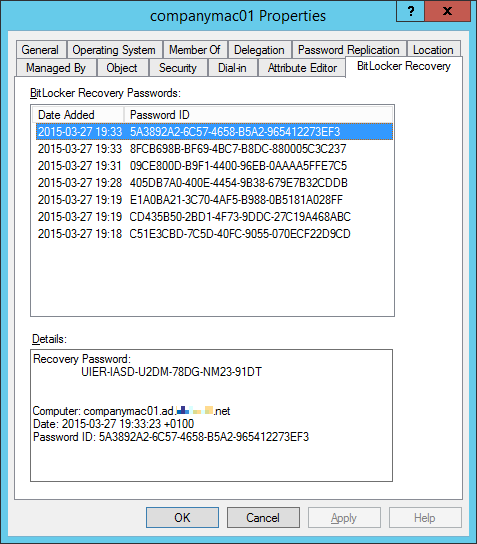 companymac01 Properties
? X
General Operating System Member Of Delegation Password Replication Location
Managed By Object Security Dial-in Attribute Editor BitLocker Recovery
BitLocker Recovery Passwords:
Date Added Password ID
2015-03-27 19:33 5A3892A2-6C57-4658-B5A2-965412273EF3
2015-03-27 19:33 8FCB698B-BF69-4BC7-B8DC-880005C3C237
2015-03-27 19:31 09CE800D-B9F1-4400-96EB-0AAAA5FFE7C5
2015-03-27 19:28 405DB7A0-400E-4454-9B38-679E7B32CDDB
2015-03-27 19:19 E1A0BA21-3C70-4AF5-B988-0B5181A028FF
2015-03-27 19:19 CD435B50-2BD1-4F73-9DDC-27C19A468ABC
2015-03-27 19:18 C51E3CBD-7C5D-40FC-9055-070ECF22D9CD
Details:
Recovery Password:
UIER-IASD-U2DM-78DG-NM23-91DT
Computer: companymac01.ad. .net
Date: 2015-03-27 19:33:23 +0100
Password ID: 5A3892A2-6C57-4658-B5A2-965412273EF3
OK Cancel Apply Help